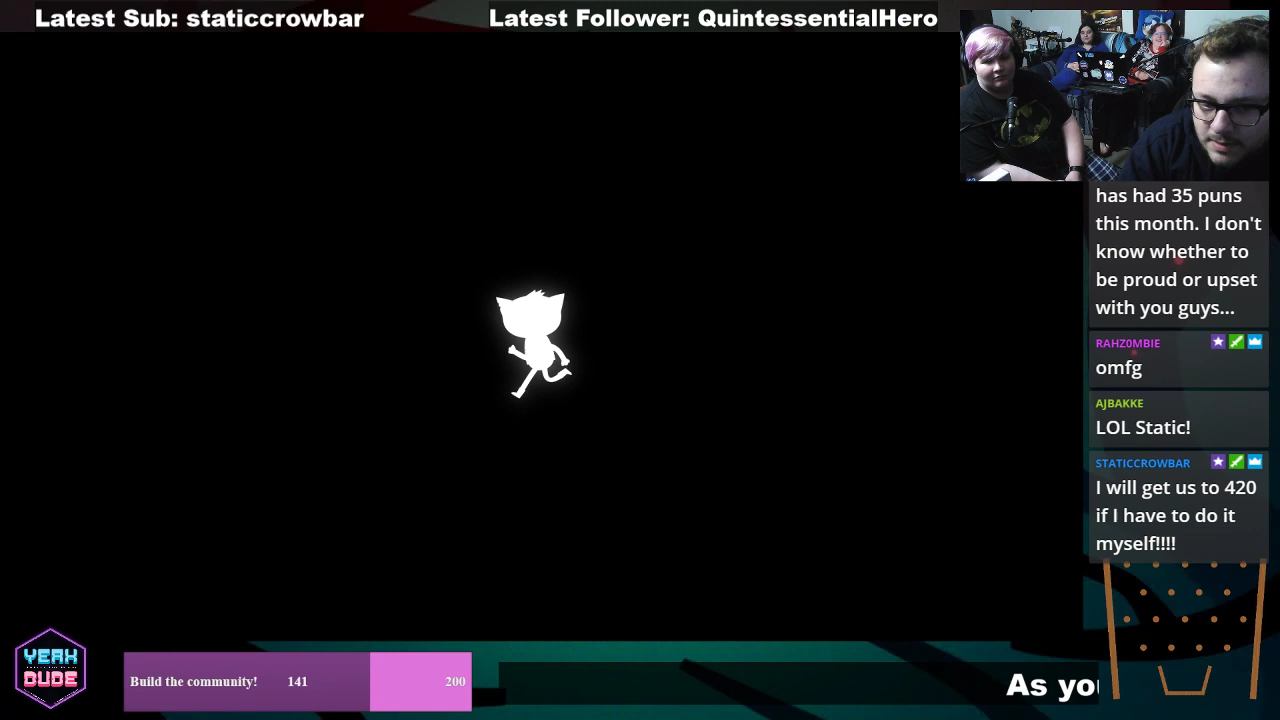 Latest Sub: staticcrowbar
Latest Follower: QuintessentialHero
has had 35 puns
this month. I don't
know whether to
be proud or upset
with you guys...
RAHZ0MBIE
omfg
AJBAKKE
LOL Static!
STATICCROWBAR
I will get us to 420
if I have to do it
myself!!!!
YEAH
DUDE
Build the community! 141 200
As you